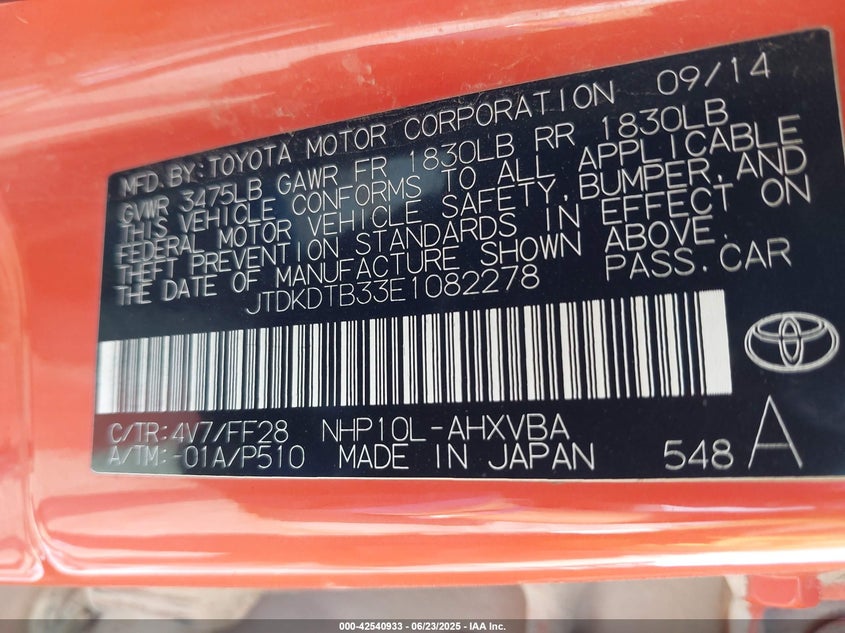 MFD. BY: TOYOTA MOTOR CORPORATION 09/14
GVWR 3475LB GAWR FR 1830LB RR 1830LB
THIS VEHICLE CONFORMS TO ALL APPLICABLE
FEDERAL MOTOR VEHICLE SAFETY, BUMPER, AND
THEFT PREVENTION STANDARDS IN EFFECT ON
THE DATE OF MANUFACTURE SHOWN ABOVE.
JTDKDTB33E1082278 PASS. CAR
C/TR: 4V7/FF28 NHP10L-AHXVBA
A/TM: -01A/P510 MADE IN JAPAN 548 A
000-42540933 - 06/23/2025 - IAA Inc.